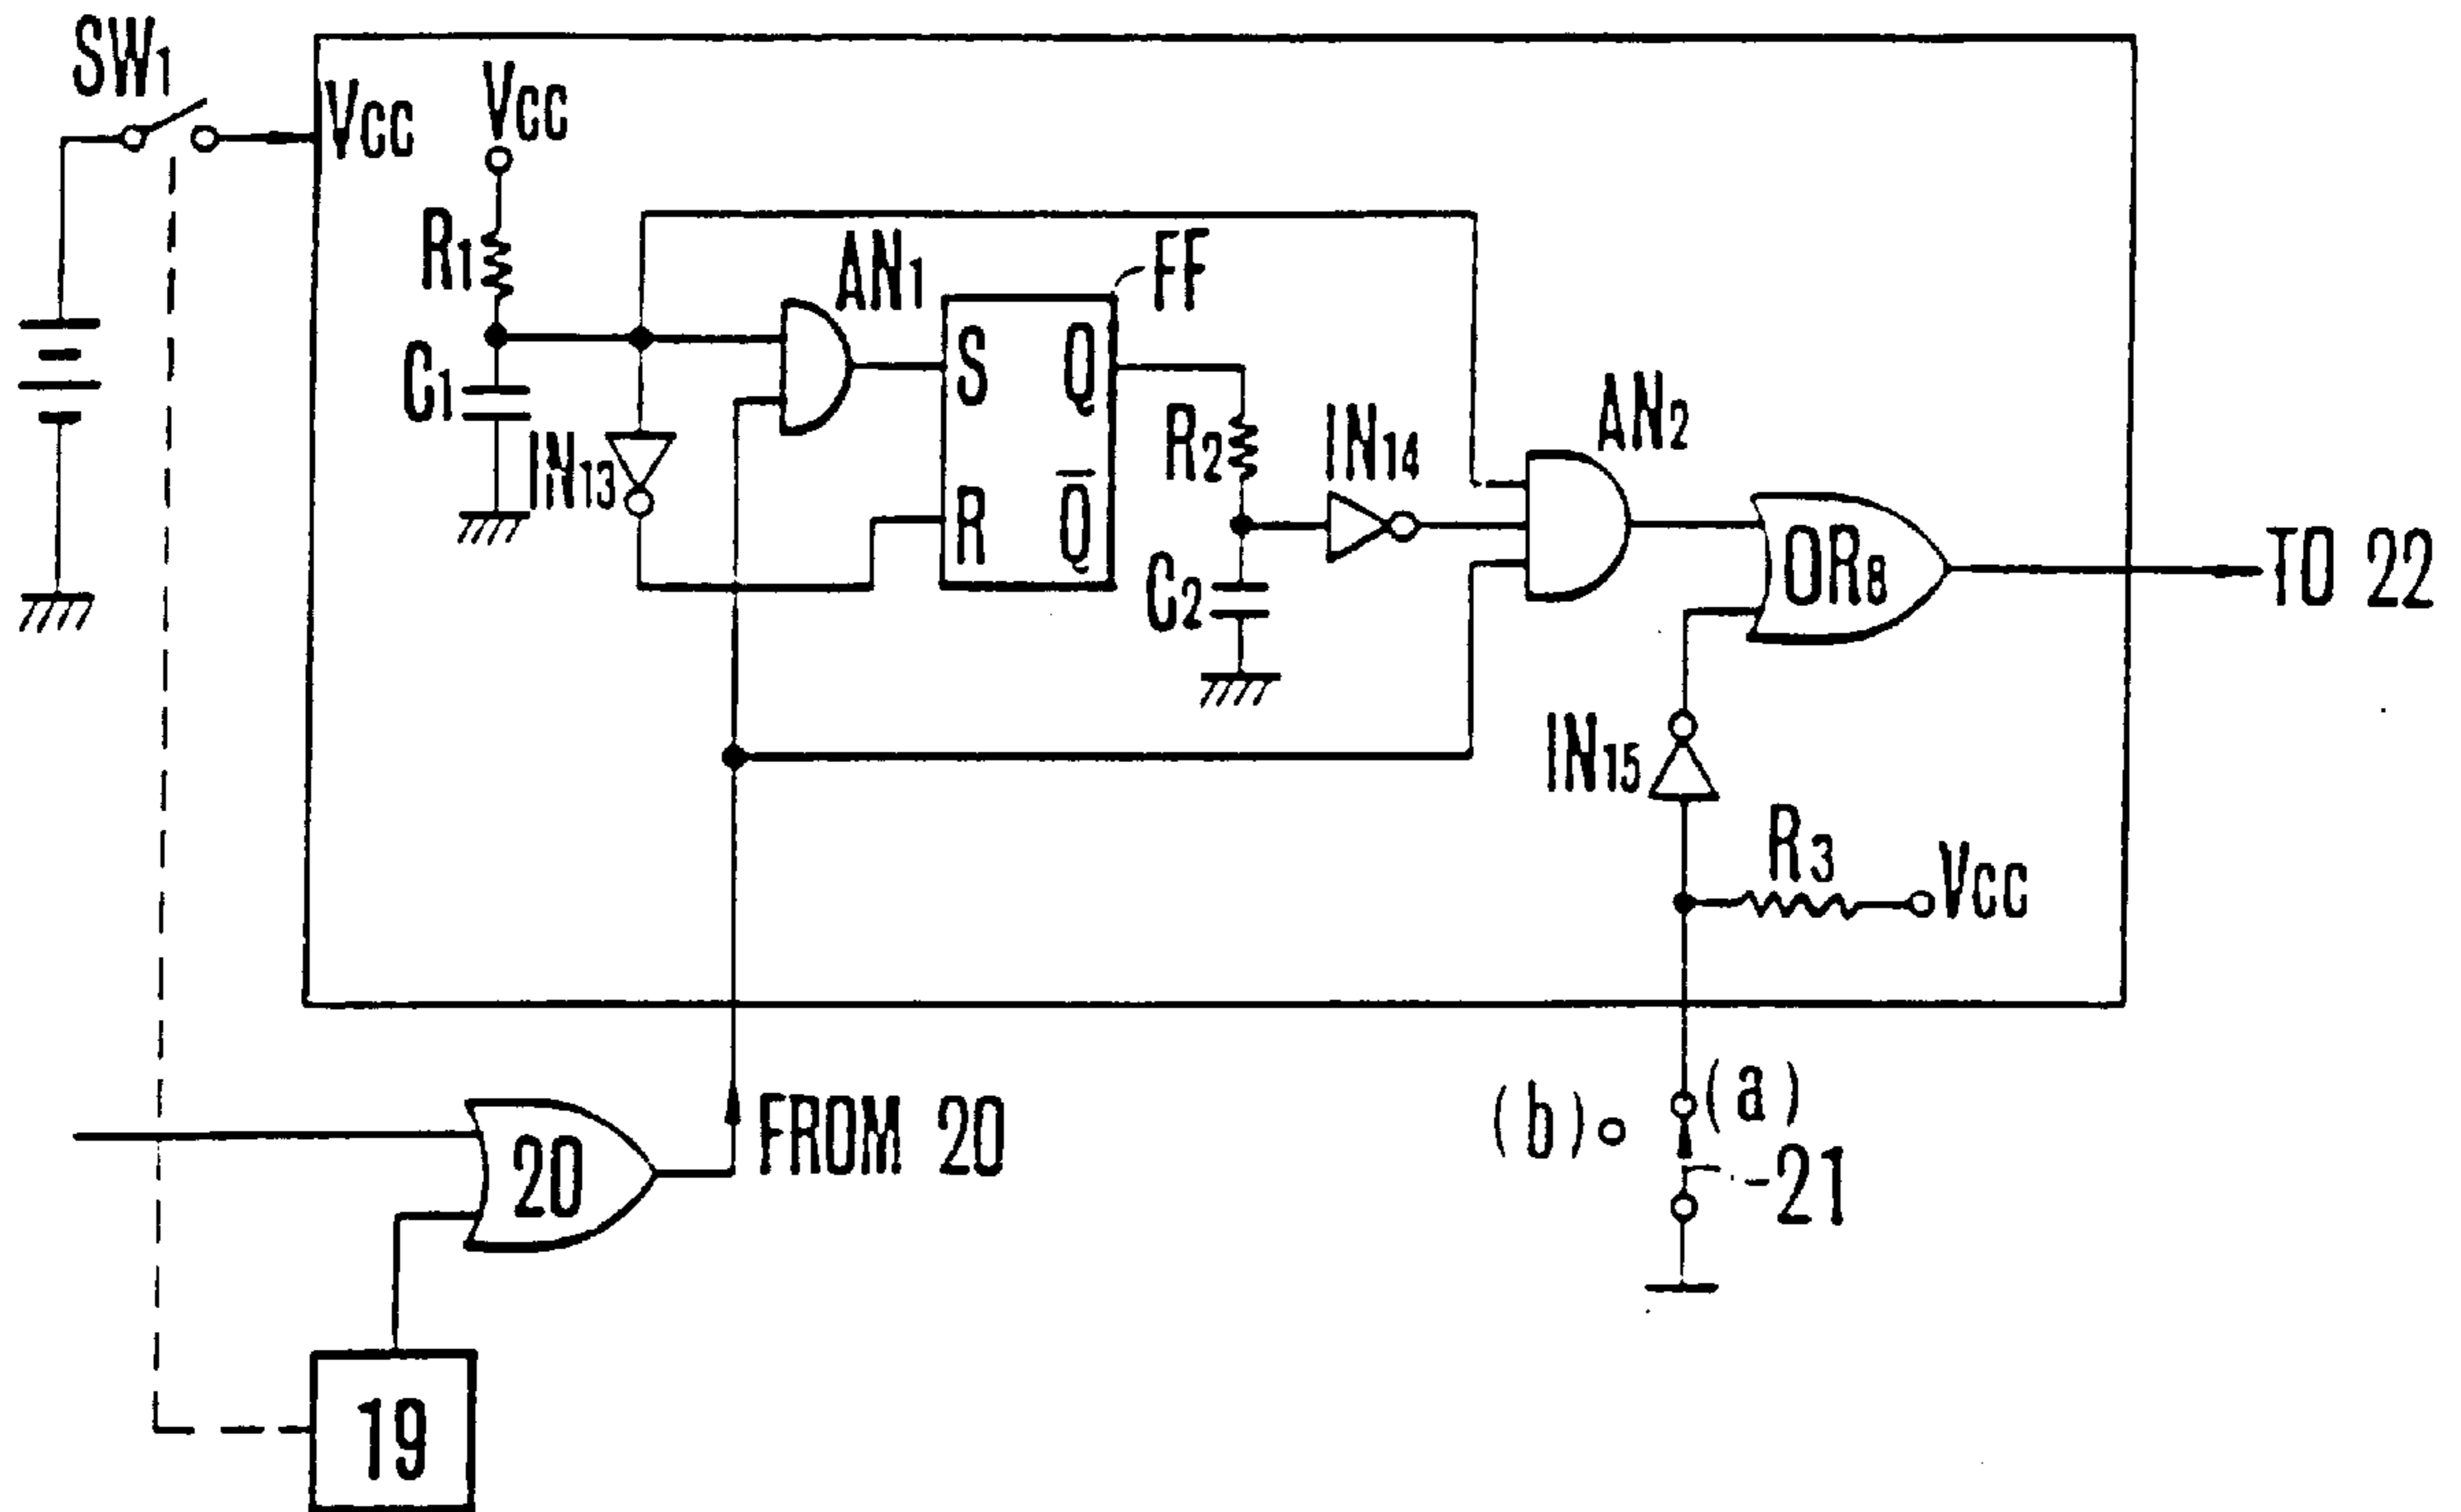 SW1
VCC
VCC
R1
C1
IN13
AN1
FF
S
Q
R
Q̅
R2
C2
IN14
AN2
OR8
TO 22
IN15
R3
VCC
(a)
(b)
21
FROM 20
20
19